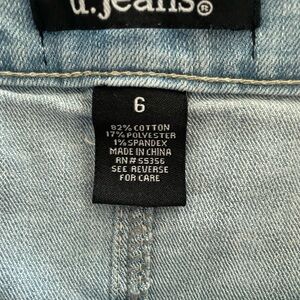 u.jeans®
6
82% COTTON
17% POLYESTER
1% SPANDEX
MADE IN CHINA
RN# 55356
SEE REVERSE
FOR CARE